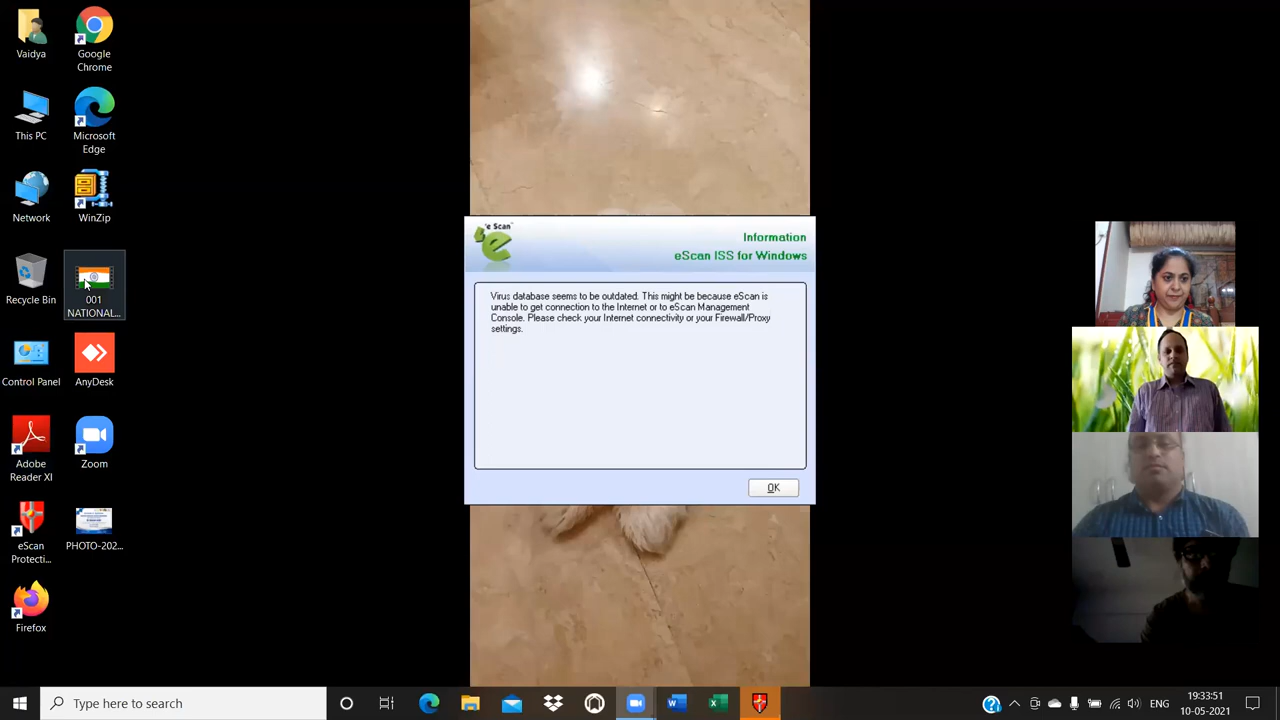 Vaidya
Google
Chrome
This PC
Microsoft
Edge
Network
WinZip
Recycle Bin
001
NATIONAL...
Control Panel
AnyDesk
Adobe
Reader XI
Zoom
eScan
Protecti...
PHOTO-202...
Firefox
e Scan
Information
eScan ISS for Windows
Virus database seems to be outdated. This might be because eScan is
unable to get connection to the Internet or to eScan Management
Console. Please check your Internet connectivity or your Firewall/Proxy
settings.
OK
Type here to search
ENG
19:33:51
10-05-2021